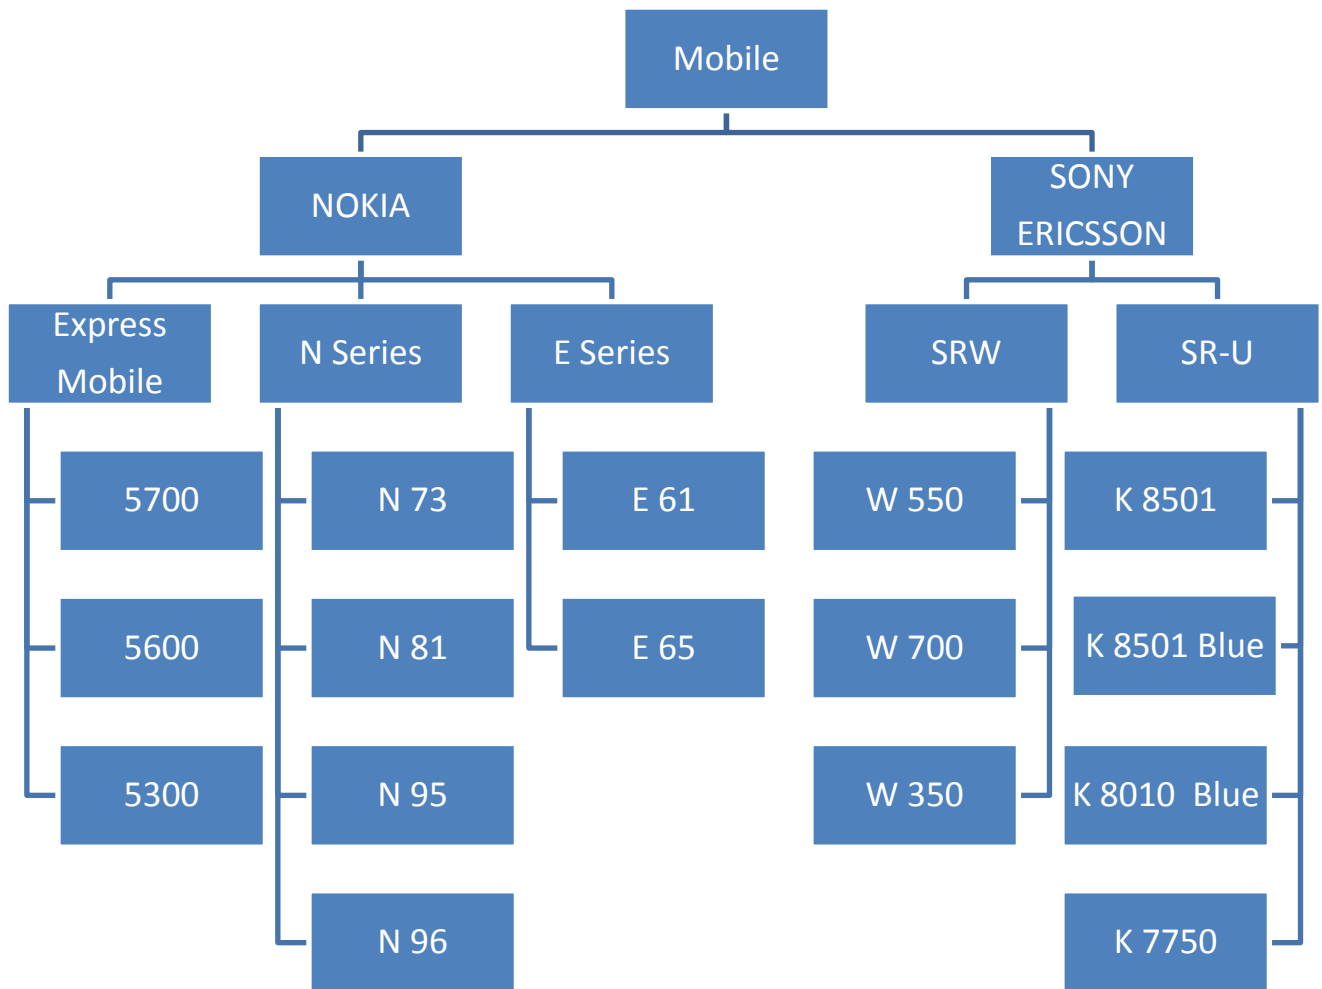 Mobile
NOKIA
SONY
ERICSSON
Express
Mobile
N Series
E Series
SRW
SR-U
5700
N 73
E 61
W 550
K 8501
5600
N 81
E 65
W 700
K 8501 Blue
5300
N 95
W 350
K 8010  Blue
N 96
K 7750